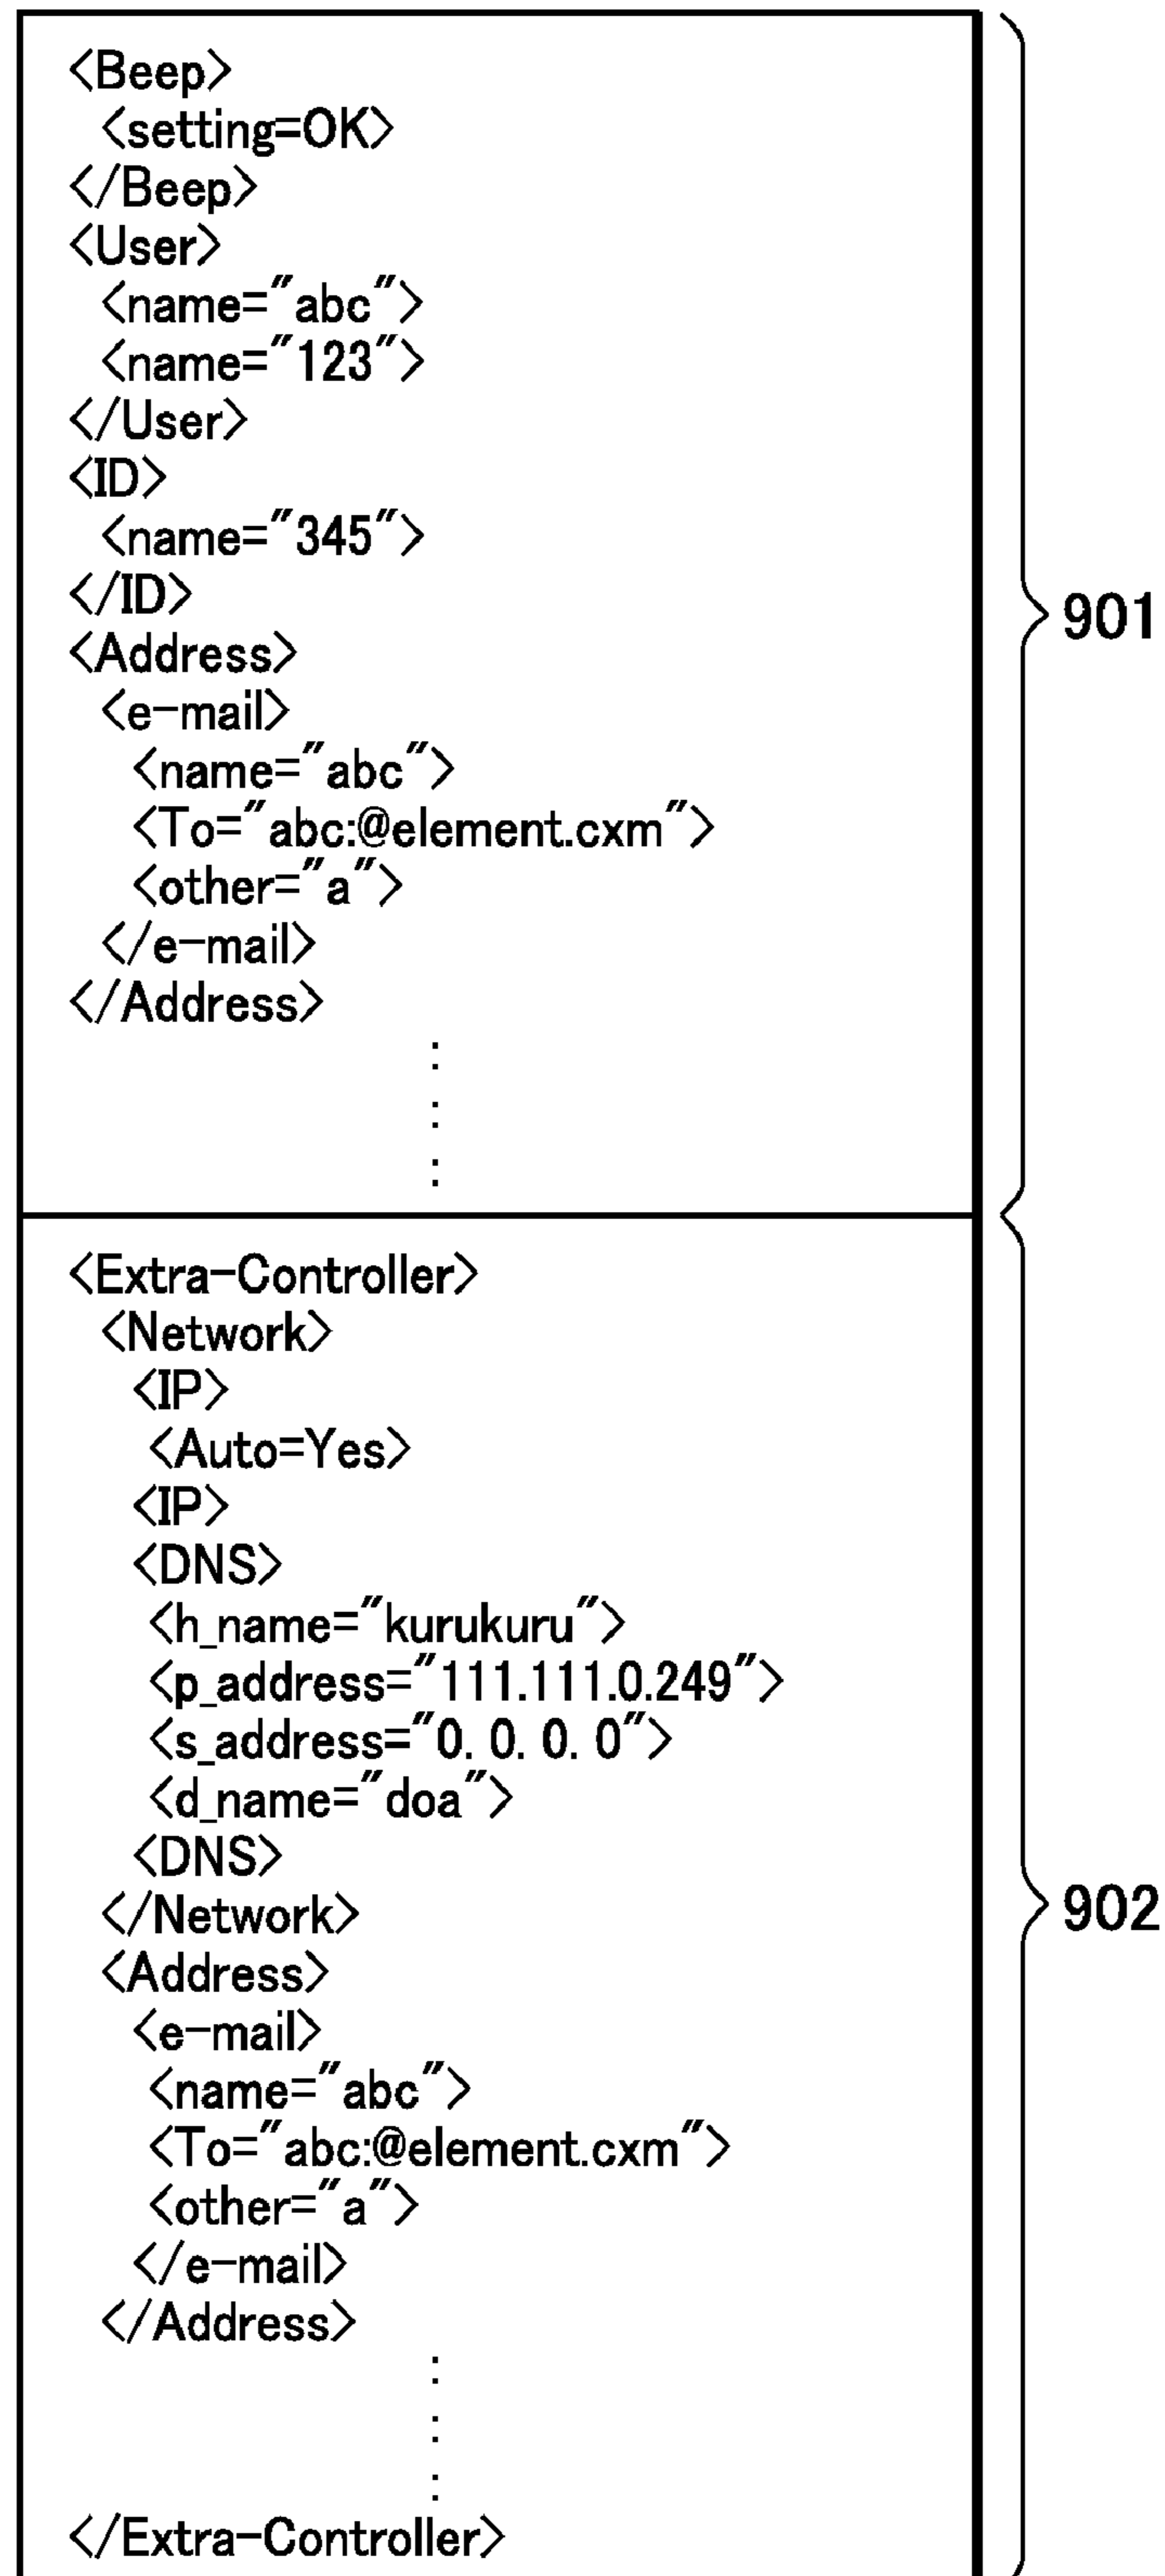 <Beep>
<setting=OK>
</Beep>
<User>
<name="abc">
<name="123">
</User>
<ID>
<name="345">
</ID>
<Address>
<e-mail>
<name="abc">
<To="abc:@element.cxm">
<other="a">
</e-mail>
</Address>
:
:
:
901
<Extra-Controller>
<Network>
<IP>
<Auto=Yes>
<IP>
<DNS>
<h_name="kurukuru">
<p_address="111.111.0.249">
<s_address="0. 0. 0. 0">
<d_name="doa">
<DNS>
</Network>
<Address>
<e-mail>
<name="abc">
<To="abc:@element.cxm">
<other="a">
</e-mail>
</Address>
:
:
:
</Extra-Controller>
902